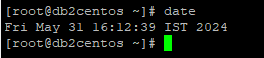 [root@db2centos ~]# date
Fri May 31 16:12:39 IST 2024
[root@db2centos ~]#